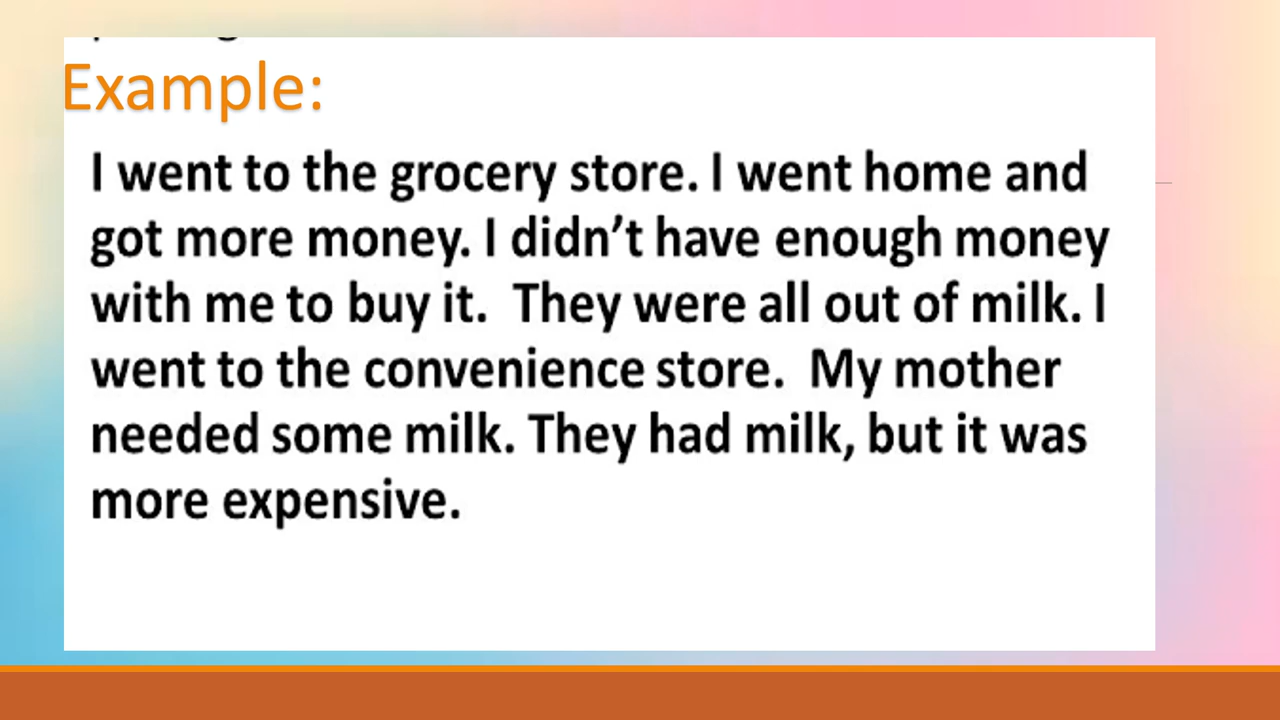 Example:
I went to the grocery store. I went home and
got more money. I didn’t have enough money
with me to buy it.  They were all out of milk. I
went to the convenience store.  My mother
needed some milk. They had milk, but it was
more expensive.